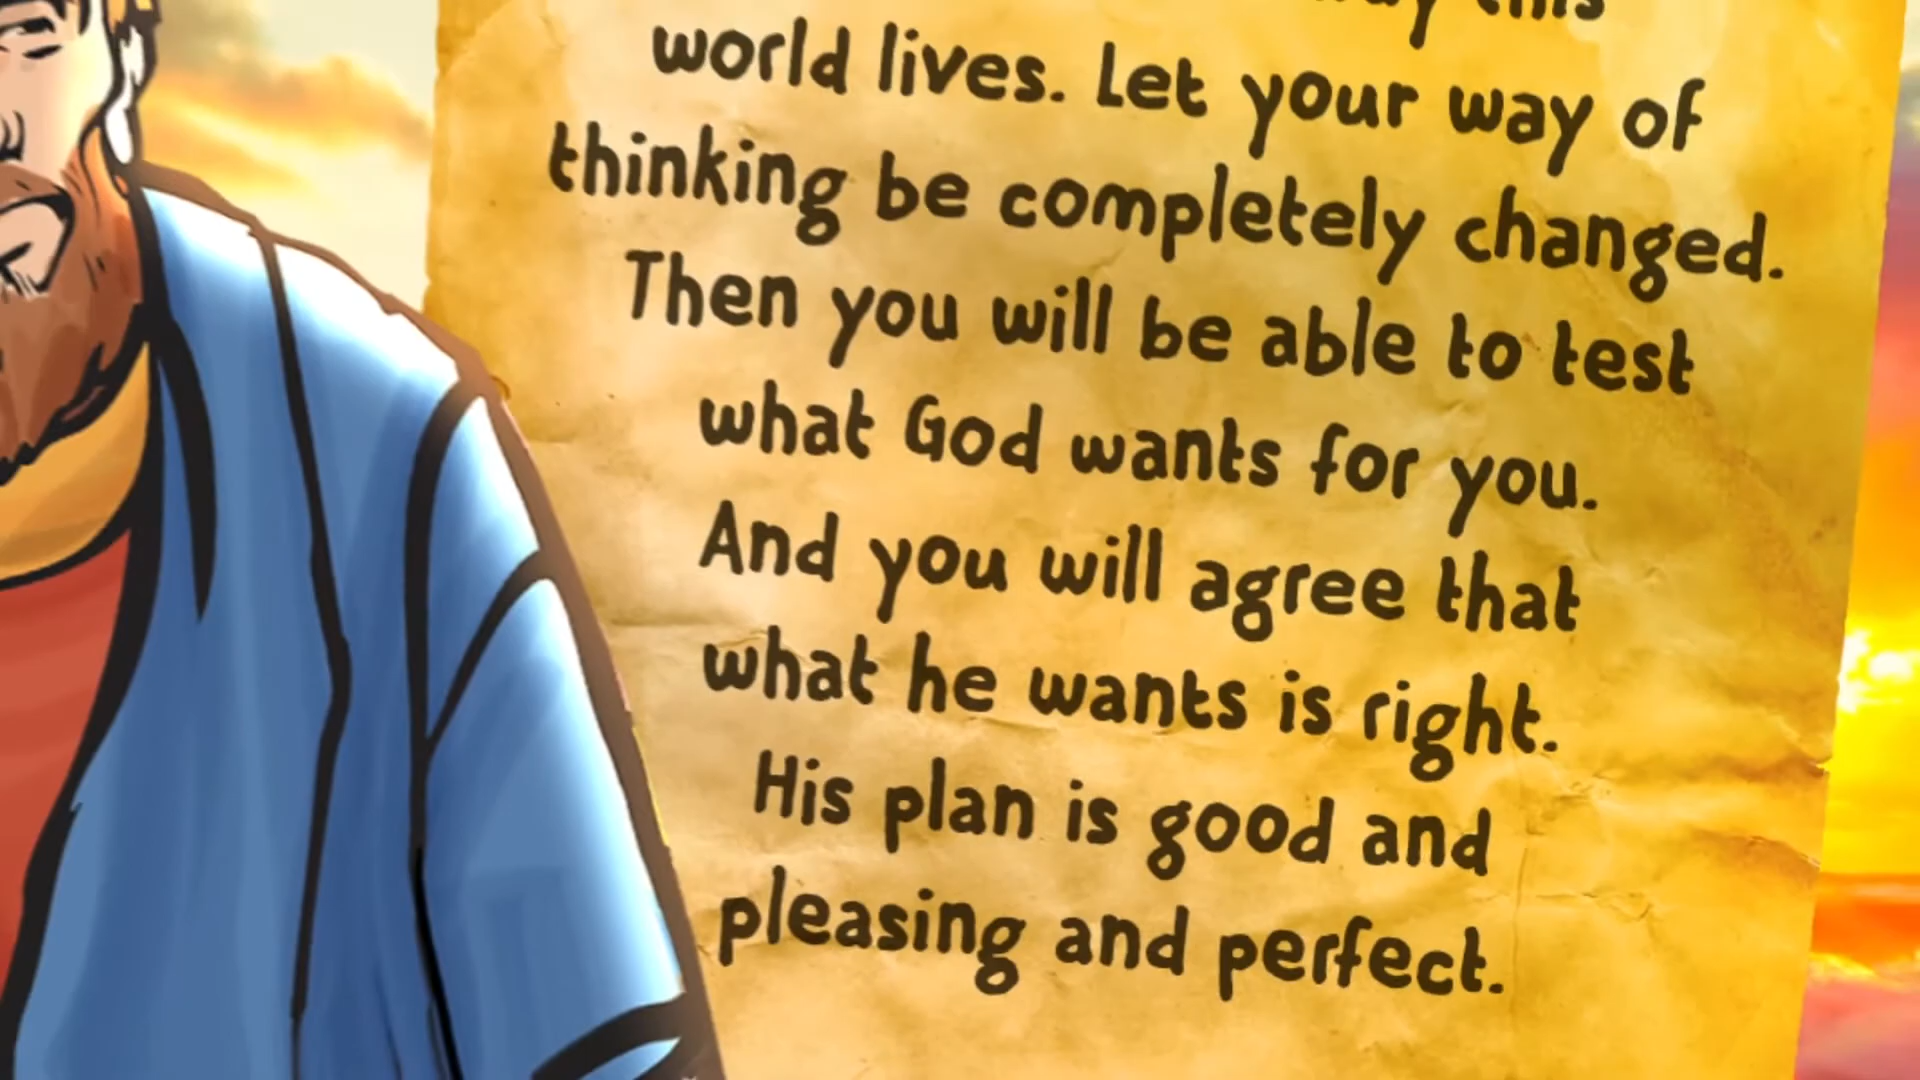 this
world lives. Let your way of
thinking be completely changed.
Then you will be able to test
what God wants for you.
And you will agree that
what he wants is right.
His plan is good and
pleasing and perfect.